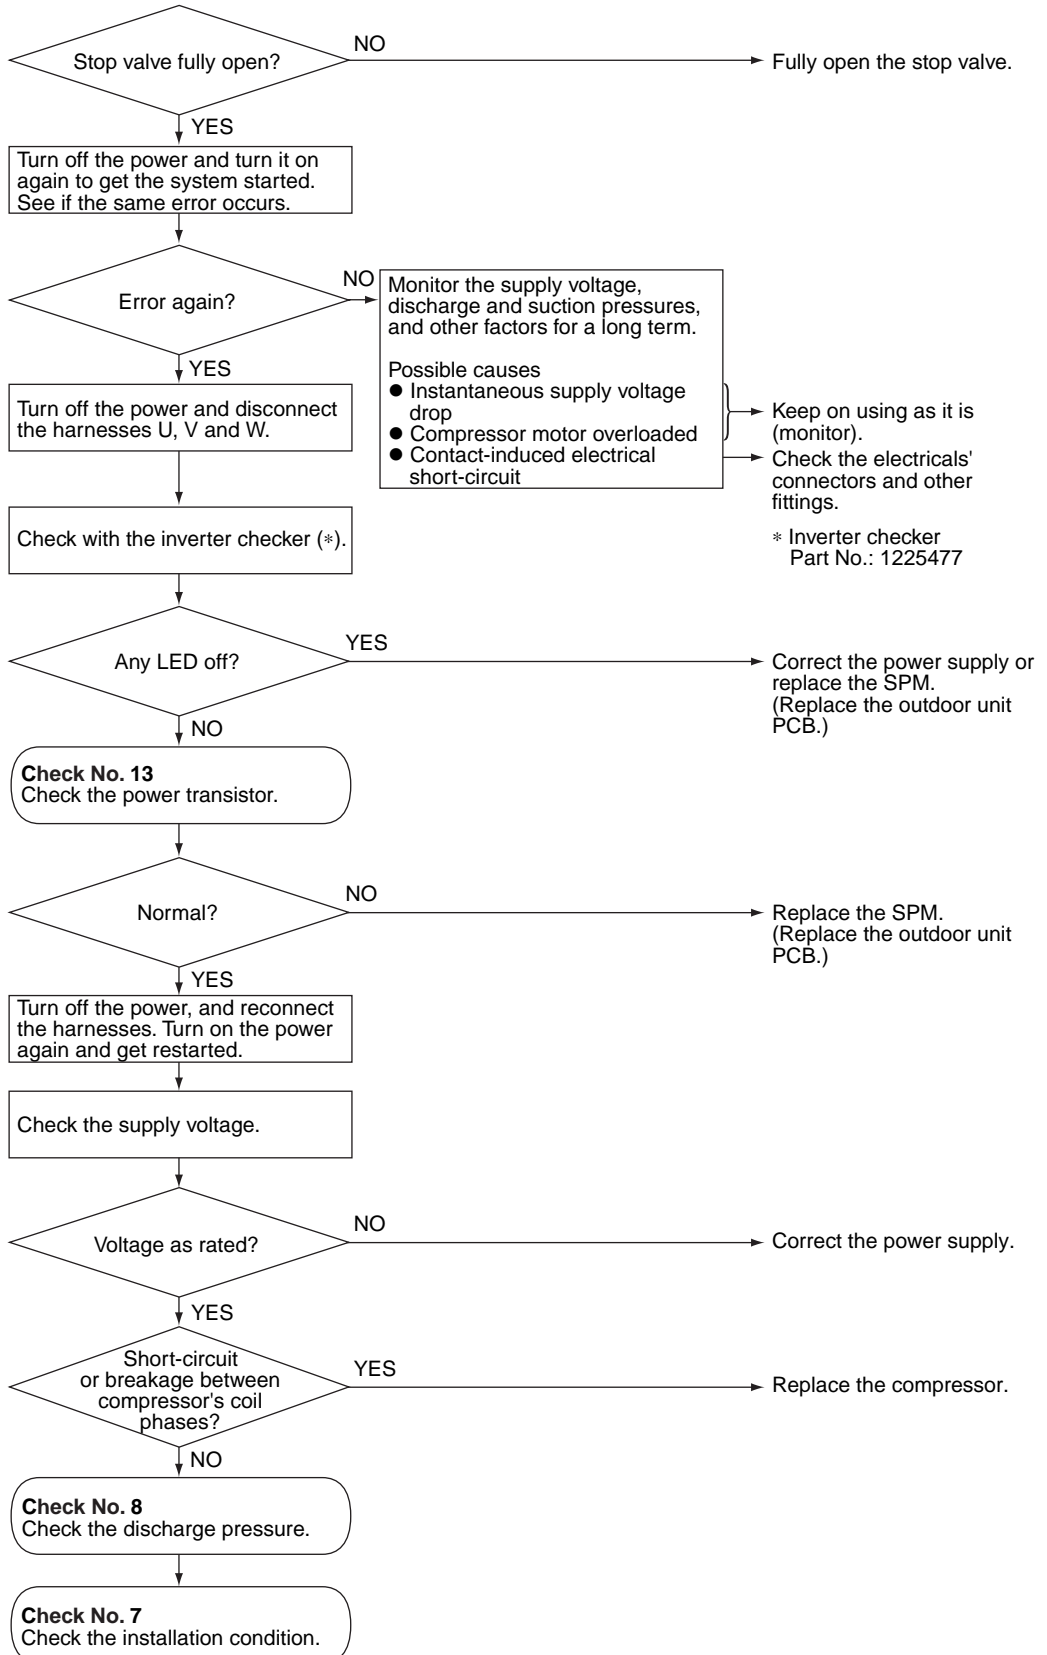 Stop valve fully open?
NO
Fully open the stop valve.
YES
Turn off the power and turn it on
again to get the system started.
See if the same error occurs.
Error again?
NO
Monitor the supply voltage,
discharge and suction pressures,
and other factors for a long term.
Possible causes
● Instantaneous supply voltage
drop
● Compressor motor overloaded
● Contact-induced electrical
short-circuit
Keep on using as it is
(monitor).
Check the electricals'
connectors and other
fittings.
* Inverter checker
Part No.: 1225477
YES
Turn off the power and disconnect
the harnesses U, V and W.
Check with the inverter checker (*).
Any LED off?
YES
Correct the power supply or
replace the SPM.
(Replace the outdoor unit
PCB.)
NO
Check No. 13
Check the power transistor.
Normal?
NO
Replace the SPM.
(Replace the outdoor unit
PCB.)
YES
Turn off the power, and reconnect
the harnesses. Turn on the power
again and get restarted.
Check the supply voltage.
Voltage as rated?
NO
Correct the power supply.
YES
Short-circuit
or breakage between
compressor's coil
phases?
YES
Replace the compressor.
NO
Check No. 8
Check the discharge pressure.
Check No. 7
Check the installation condition.